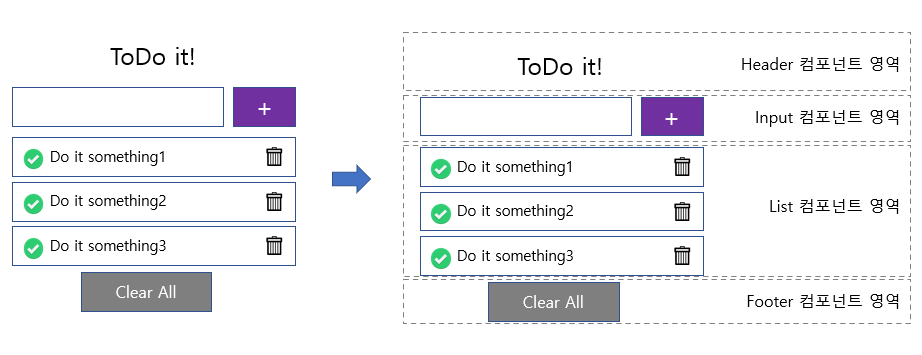 ToDo it!
+
Do it something1
Do it something2
Do it something3
Clear All
ToDo it!
Header 컴포넌트 영역
+
Input 컴포넌트 영역
Do it something1
Do it something2
Do it something3
List 컴포넌트 영역
Clear All
Footer 컴포넌트 영역